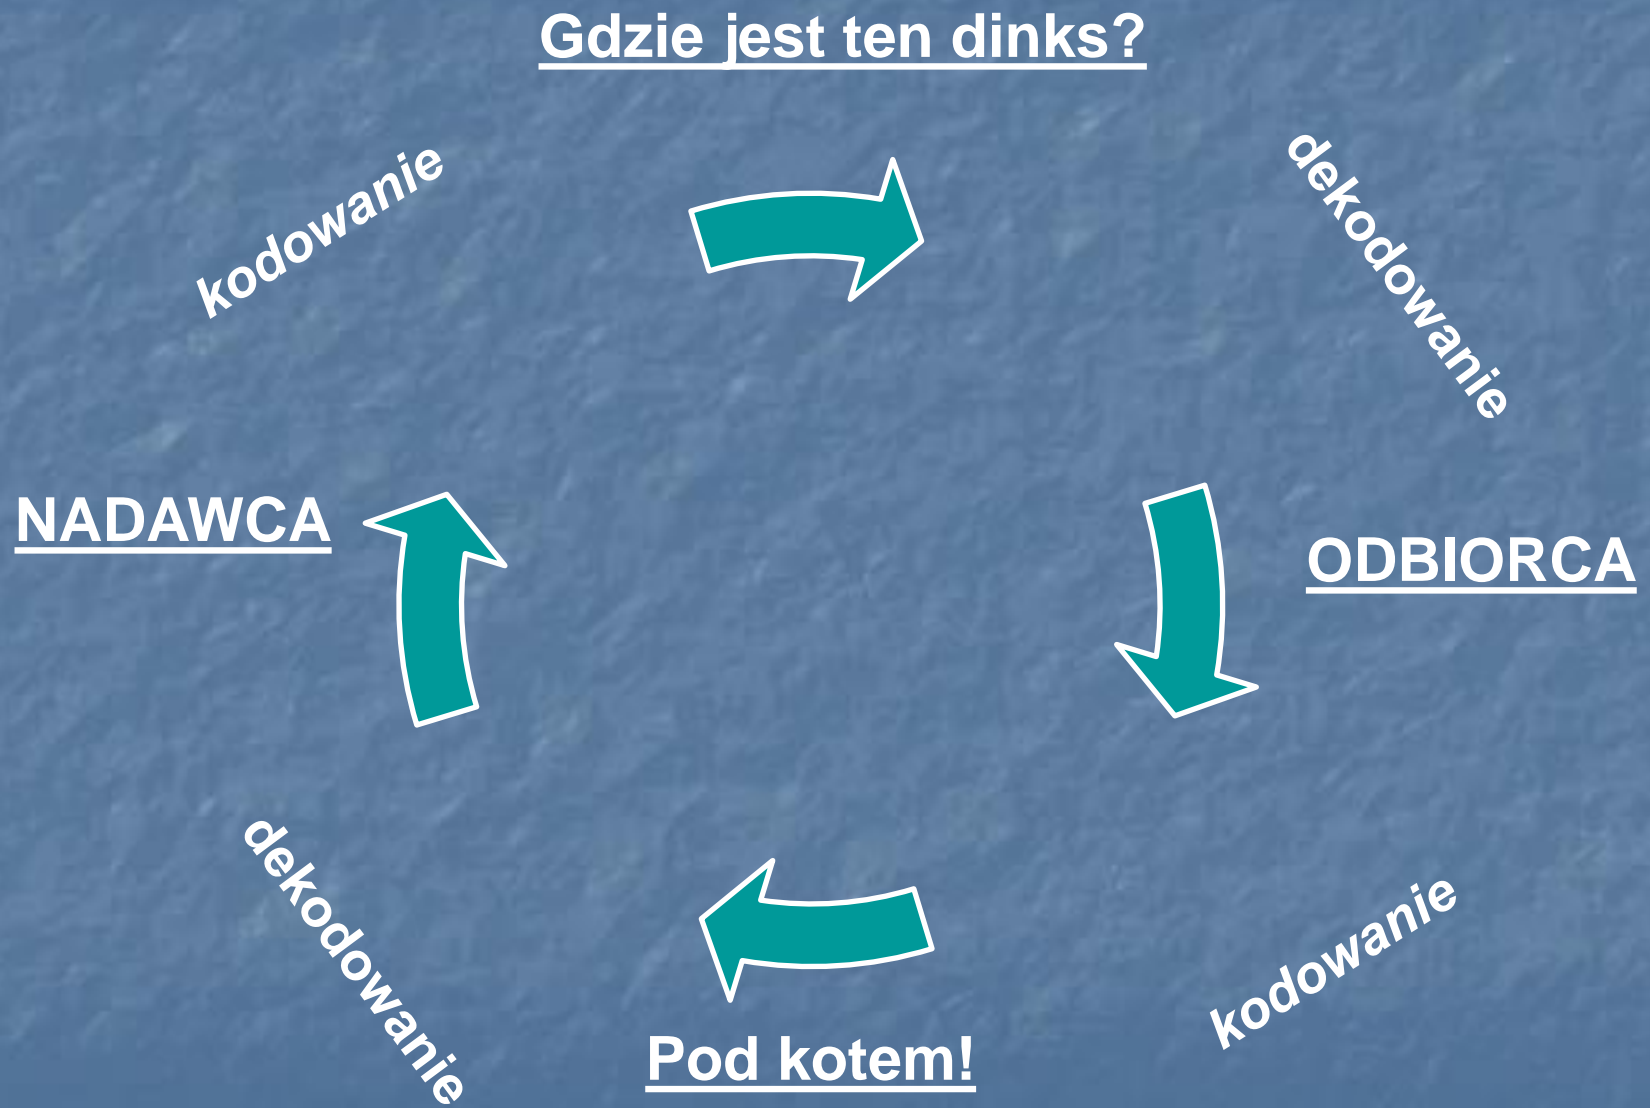 Gdzie jest ten dinks?
kodowanie
dekodowanie
NADAWCA
ODBIORCA
dekodowanie
kodowanie
Pod kotem!